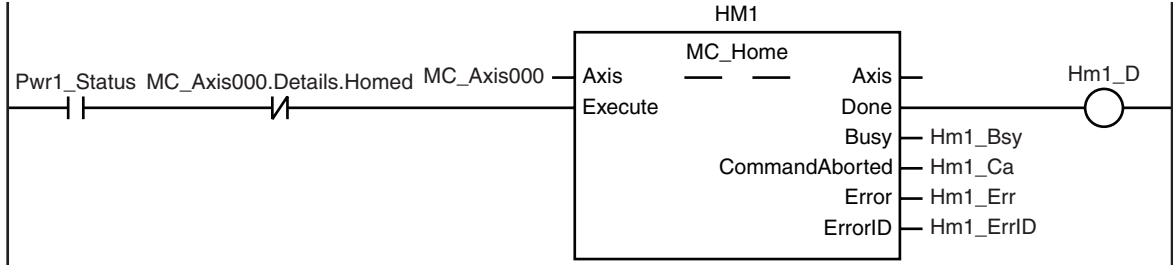 HM1
MC_Home
Pwr1_Status MC_Axis000.Details.Homed MC_Axis000 Axis Axis Hm1_D
Execute Done
Busy Hm1_Bsy
CommandAborted Hm1_Ca
Error Hm1_Err
ErrorID Hm1_ErrID